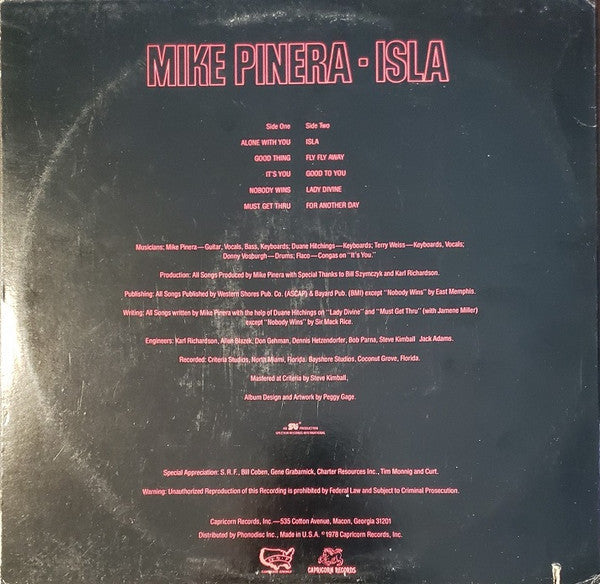 MIKE PINERA • ISLA
Side One Side Two
ALONE WITH YOU ISLA
GOOD THING FLY FLY AWAY
IT'S YOU GOOD TO YOU
NOBODY WINS LADY DIVINE
MUST GET THRU FOR ANOTHER DAY
Musicians: Mike Pinera—Guitar, Vocals, Bass, Keyboards; Duane Hitchings—Keyboards; Terry Weiss—Keyboards, Vocals;
Donny Vosburgh—Drums; Flaco—Congas on "It's You."
Production: All Songs Produced by Mike Pinera with Special Thanks to Bill Szymczyk and Karl Richardson.
Publishing: All Songs Published by Western Shores Pub. Co. (ASCAP) & Bayard Pub. (BMI) except "Nobody Wins" by East Memphis.
Writing: All Songs written by Mike Pinera with the help of Duane Hitchings on "Lady Divine" and "Must Get Thru" (with Jamene Miller)
except "Nobody Wins" by Sir Mack Rice.
Engineers: Karl Richardson, Allen Blazek, Don Gehman, Dennis Hetzendorfer, Bob Parna, Steve Kimball Jack Adams.
Recorded: Criteria Studios, North Miami, Florida. Bayshore Studios, Coconut Grove, Florida.
Mastered at Criteria by Steve Kimball.
Album Design and Artwork by Peggy Gage.
AN PRODUCTION
SPECTOR RECORDS INTERNATIONAL
Special Appreciation: S.R.F., Bill Coben, Gene Grabarnick, Charter Resources Inc., Tim Monnig and Curt.
Warning: Unauthorized Reproduction of this Recording is prohibited by Federal Law and Subject to Criminal Prosecution.
Capricorn Records, Inc.—535 Cotton Avenue, Macon, Georgia 31201
Distributed by Phonodisc Inc., Made in U.S.A. ℗1978 Capricorn Records, Inc.
CAPRICORN RECORDS